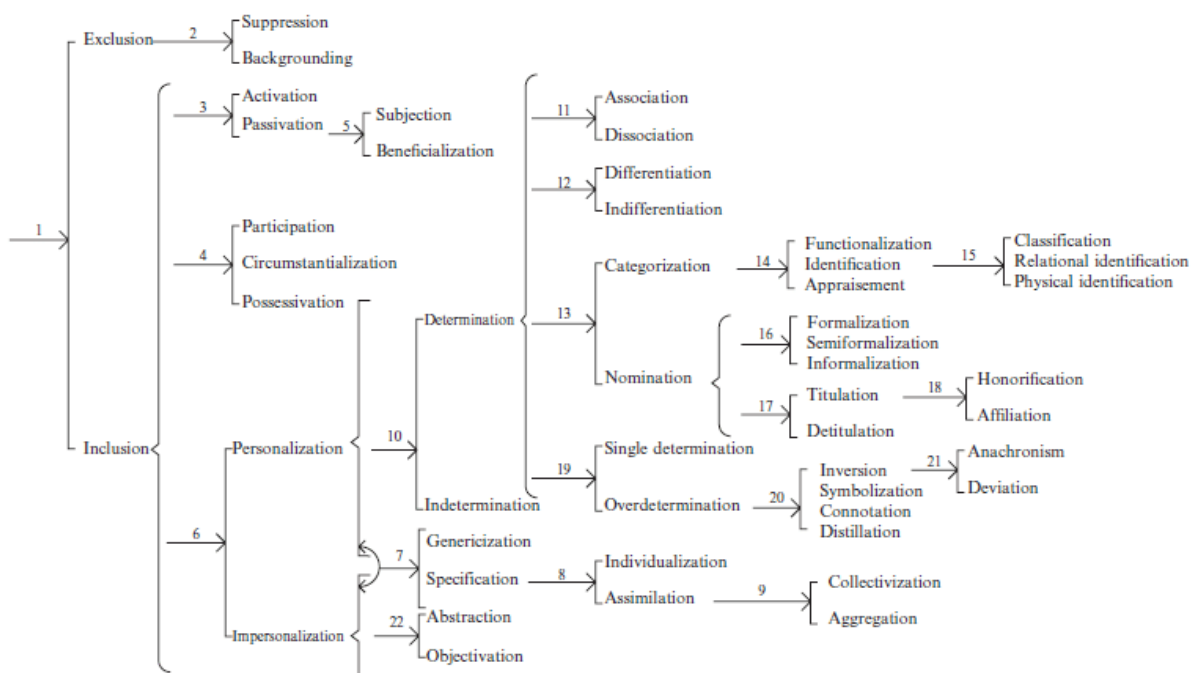 Suppression
Exclusion 2
Backgrounding
Activation
3
Passivation 5
Subjection
Beneficialization
11
Association
Dissociation
12
Differentiation
Indifferentiation
1
Participation
4
Circumstantialization
Possessivation
Determination
13
Categorization 14
Functionalization
Identification 15
Appraisement
Classification
Relational identification
Physical identification
Nomination
16
Formalization
Semiformalization
Informalization
17
Titulation 18
Detitulation
Honorification
Affiliation
Inclusion
Personalization 10
Indetermination
19
Single determination
Overdetermination 20
Inversion 21
Symbolization
Connotation
Distillation
Anachronism
Deviation
6
7
Genericization
Specification 8
Individualization
Assimilation 9
Collectivization
Aggregation
Impersonalization 22
Abstraction
Objectivation